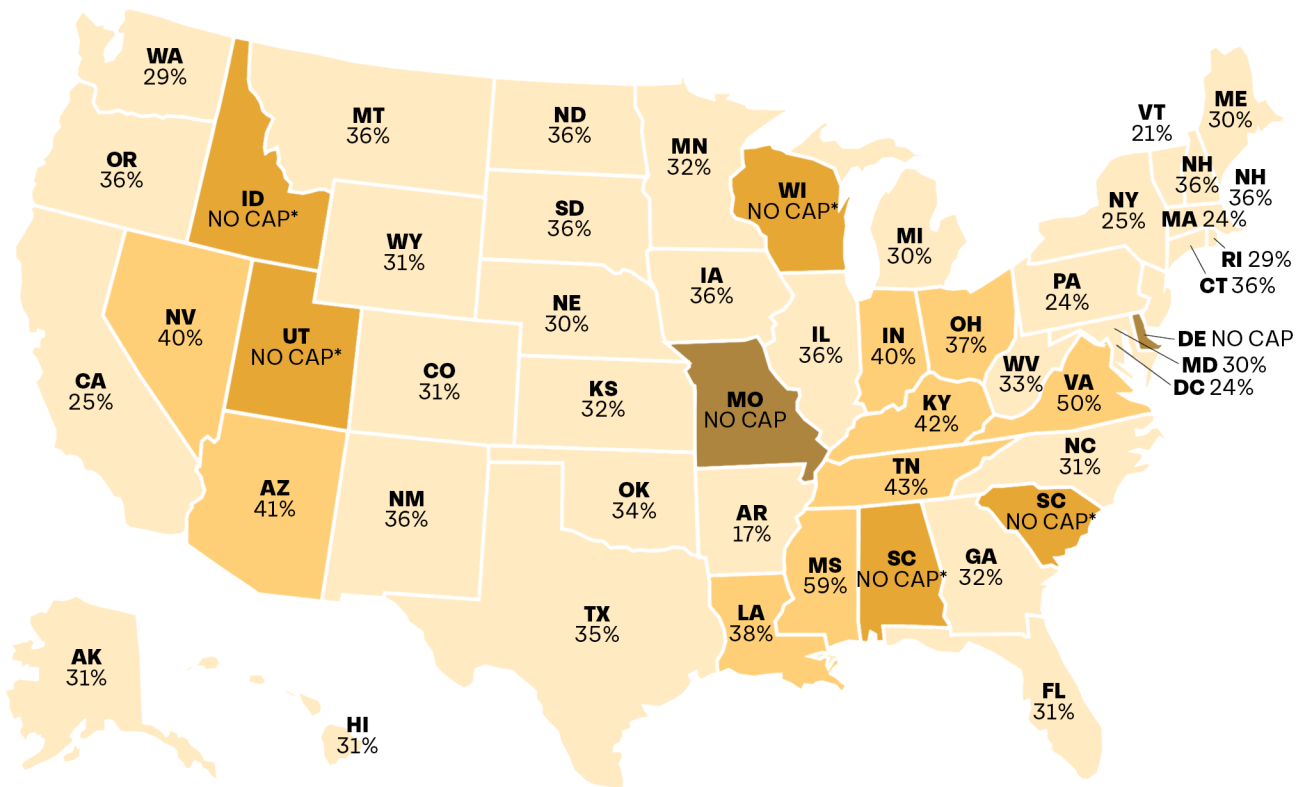 WA
29%
OR
36%
ID
NO CAP*
MT
36%
ND
36%
MN
32%
WI
NO CAP*
SD
36%
WY
31%
NE
30%
IA
36%
MI
30%
VT
21%
ME
30%
NH
36%
NH
36%
NY
25%
MA 24%
RI 29%
CT 36%
PA
24%
DE NO CAP
MD 30%
DC 24%
NV
40%
UT
NO CAP*
CO
31%
CA
25%
KS
32%
MO
NO CAP
IL
36%
IN
40%
OH
37%
WV
33%
VA
50%
KY
42%
NC
31%
TN
43%
AZ
41%
NM
36%
OK
34%
AR
17%
SC
NO CAP*
MS
59%
SC
NO CAP*
GA
32%
LA
38%
TX
35%
AK
31%
HI
31%
FL
31%